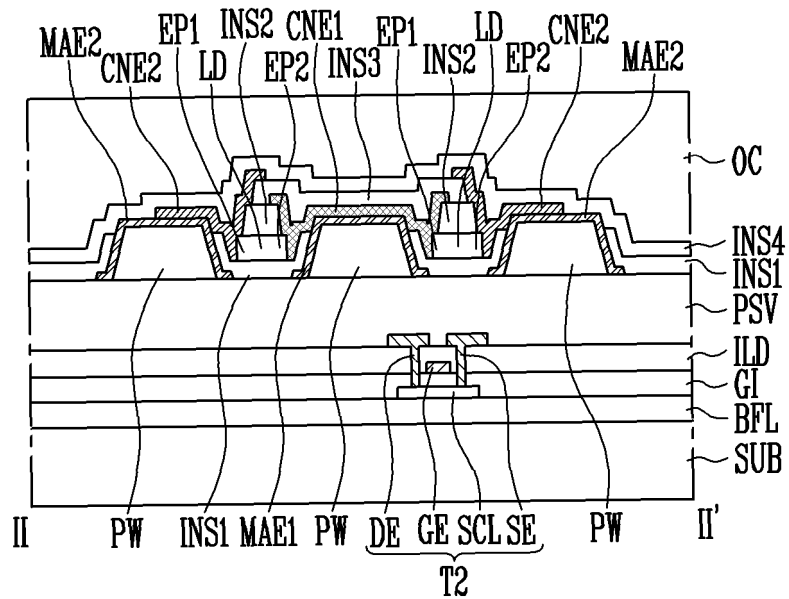 MAE2 CNE2 EP1 LD INS2 EP2 CNE1 INS3 EP1 INS2 LD EP2 CNE2 MAE2
OC
INS4
INS1
PSV
ILD
GI
BFL
SUB
II PW INS1 MAE1 PW DE GE SCL SE PW II'
T2